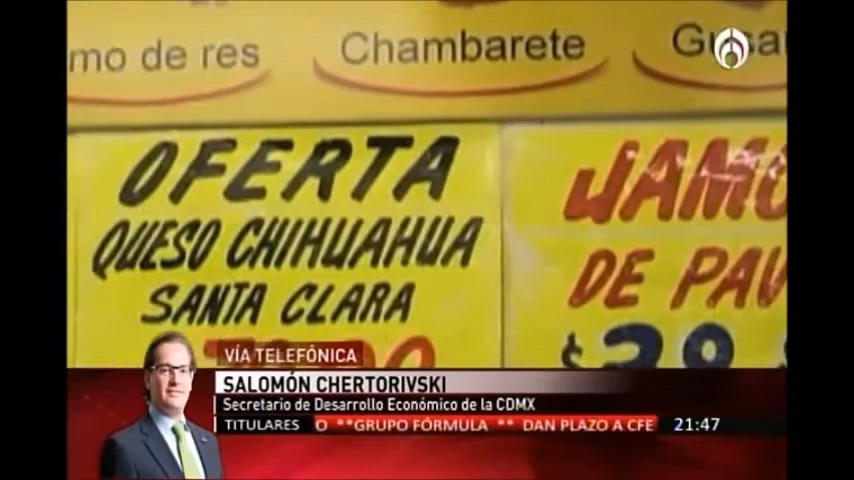 mo de res
Chambarete
OFERTA
QUESO CHIHUAHUA
SANTA CLARA
JAMO
DE PAV
VÍA TELEFÓNICA
SALOMÓN CHERTORIVSKI
Secretario de Desarrollo Económico de la CDMX
TITULARES O **GRUPO FÓRMULA ** DAN PLAZO A CFE 21:47